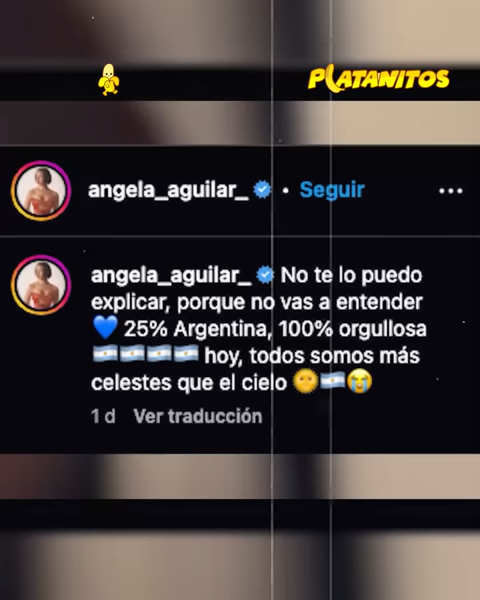 PLATANITOS
angela_aguilar_ • Seguir
angela_aguilar_ No te lo puedo
explicar, porque no vas a entender
💙 25% Argentina, 100% orgullosa
🇦🇷🇦🇷🇦🇷🇦🇷 hoy, todos somos más
celestes que el cielo 🌞🇦🇷😭
1 d Ver traducción